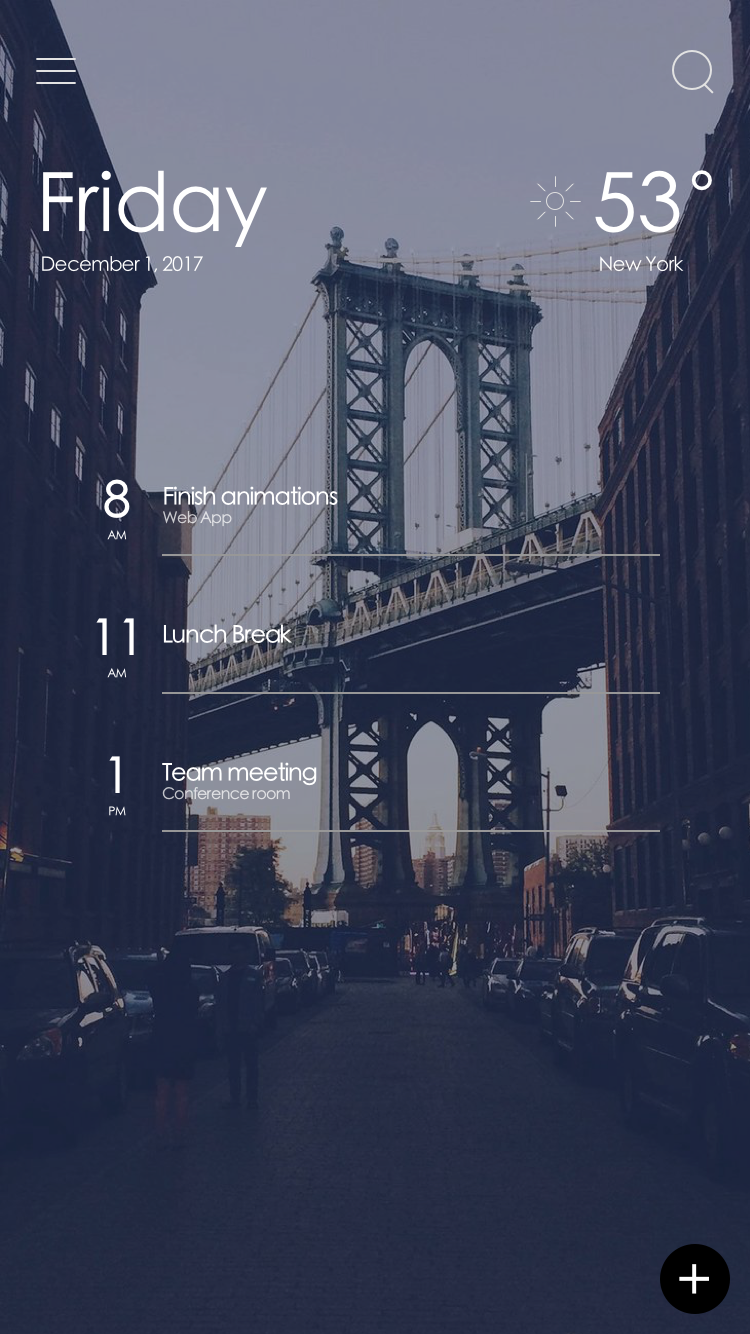 Friday
53°
December 1, 2017
New York
8
AM
Finish animations
Web App
11
AM
Lunch Break
1
PM
Team meeting
Conference room